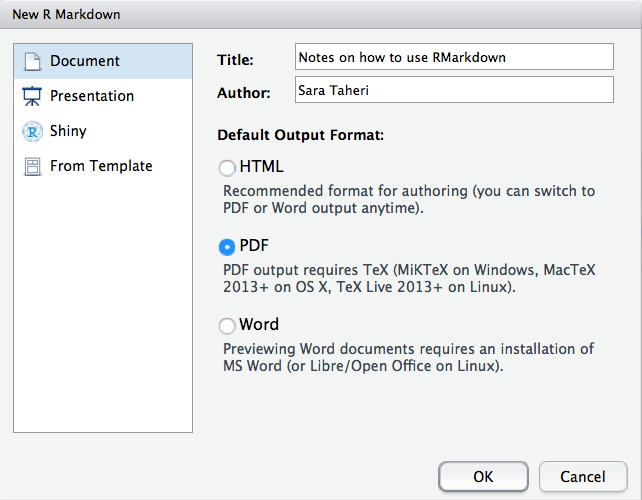 New R Markdown
Document
Presentation
Shiny
From Template
Title: Notes on how to use RMarkdown
Author: Sara Taheri
Default Output Format:
HTML
Recommended format for authoring (you can switch to
PDF or Word output anytime).
PDF
PDF output requires TeX (MiKTeX on Windows, MacTeX
2013+ on OS X, TeX Live 2013+ on Linux).
Word
Previewing Word documents requires an installation of
MS Word (or Libre/Open Office on Linux).
OK Cancel